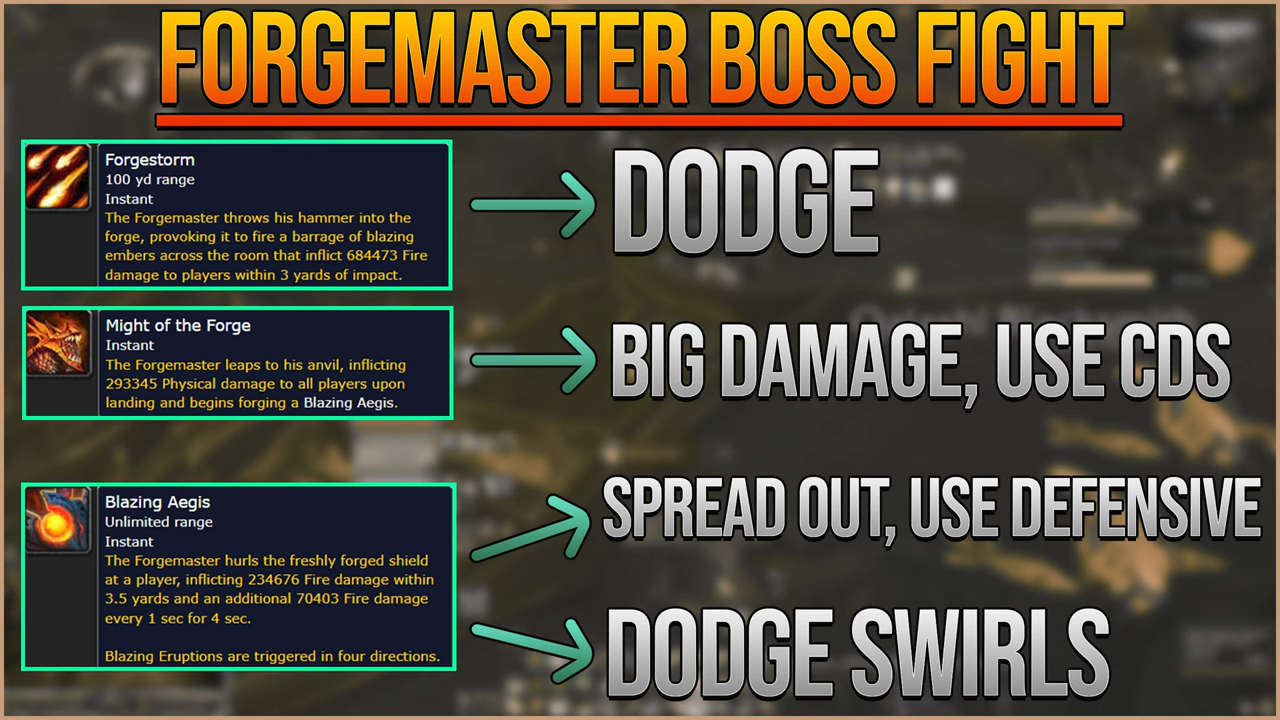 FORGEMASTER BOSS FIGHT
Forgestorm
100 yd range
Instant
The Forgemaster throws his hammer into the
forge, provoking it to fire a barrage of blazing
embers across the room that inflict 684473 Fire
damage to players within 3 yards of impact.
DODGE
Might of the Forge
Instant
The Forgemaster leaps to his anvil, inflicting
293345 Physical damage to all players upon
landing and begins forging a Blazing Aegis.
BIG DAMAGE, USE CDS
Blazing Aegis
Unlimited range
Instant
The Forgemaster hurls the freshly forged shield
at a player, inflicting 234676 Fire damage within
3.5 yards and an additional 70403 Fire damage
every 1 sec for 4 sec.
Blazing Eruptions are triggered in four directions.
SPREAD OUT, USE DEFENSIVE
DODGE SWIRLS